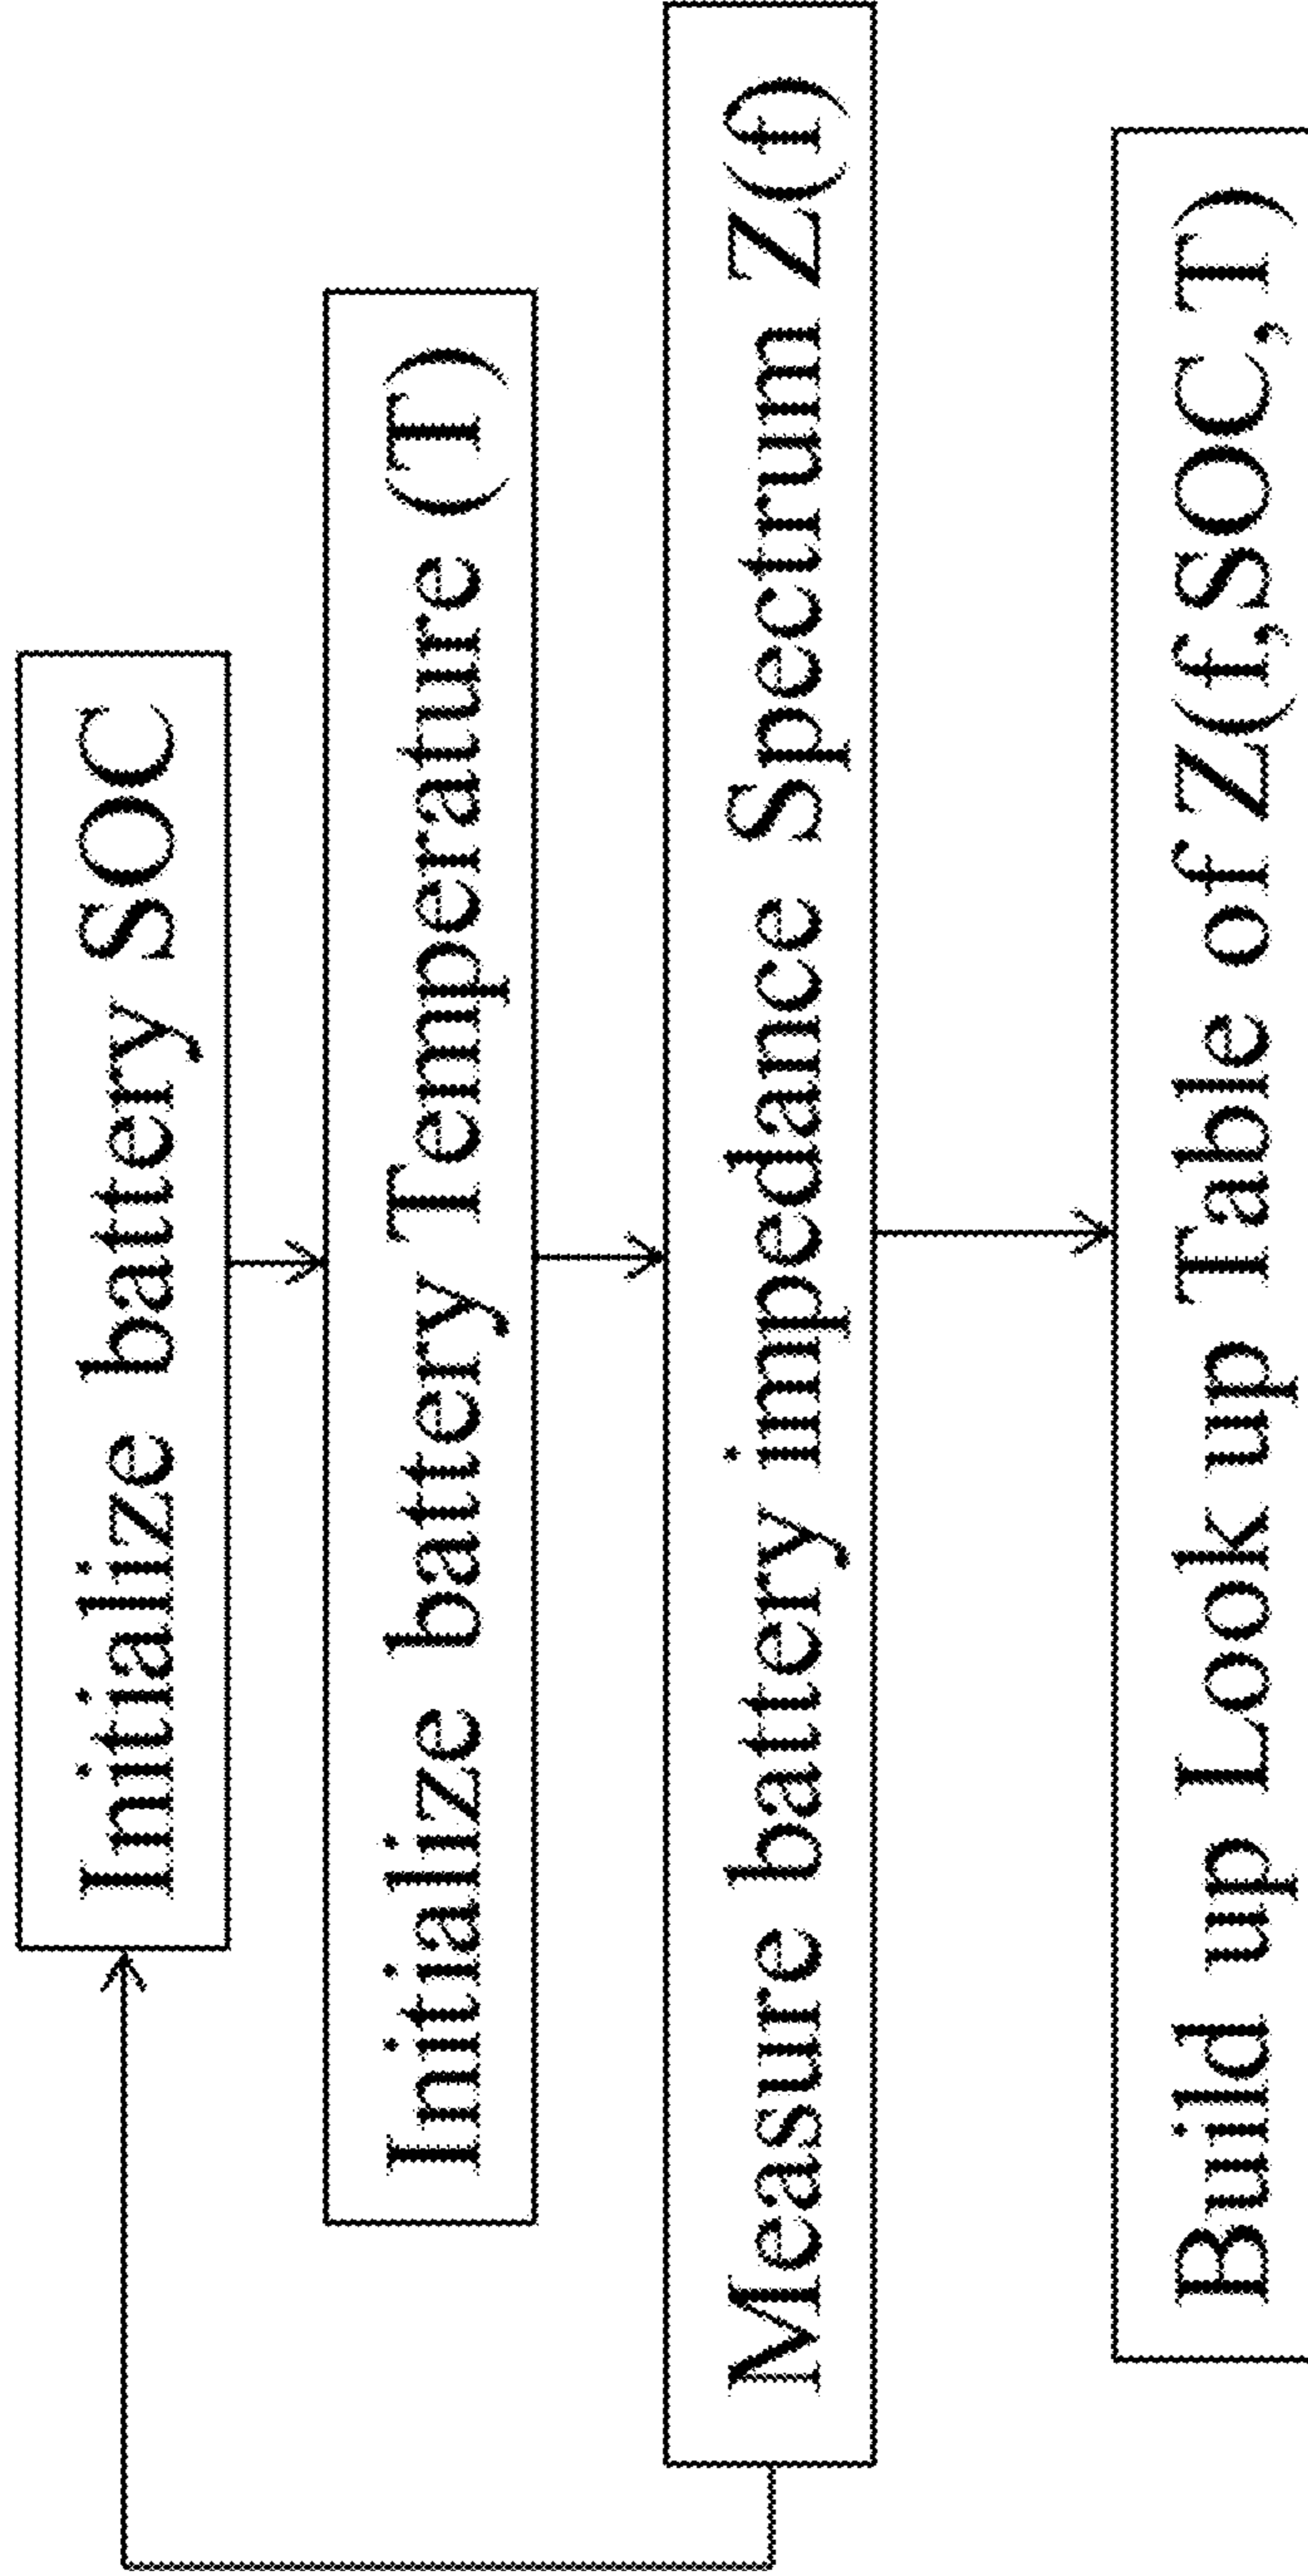 Initialize battery SOC
Initialize battery Temperature (T)
Measure battery impedance Spectrum Z(f)
Build up Look up Table of Z(f,SOC,T)